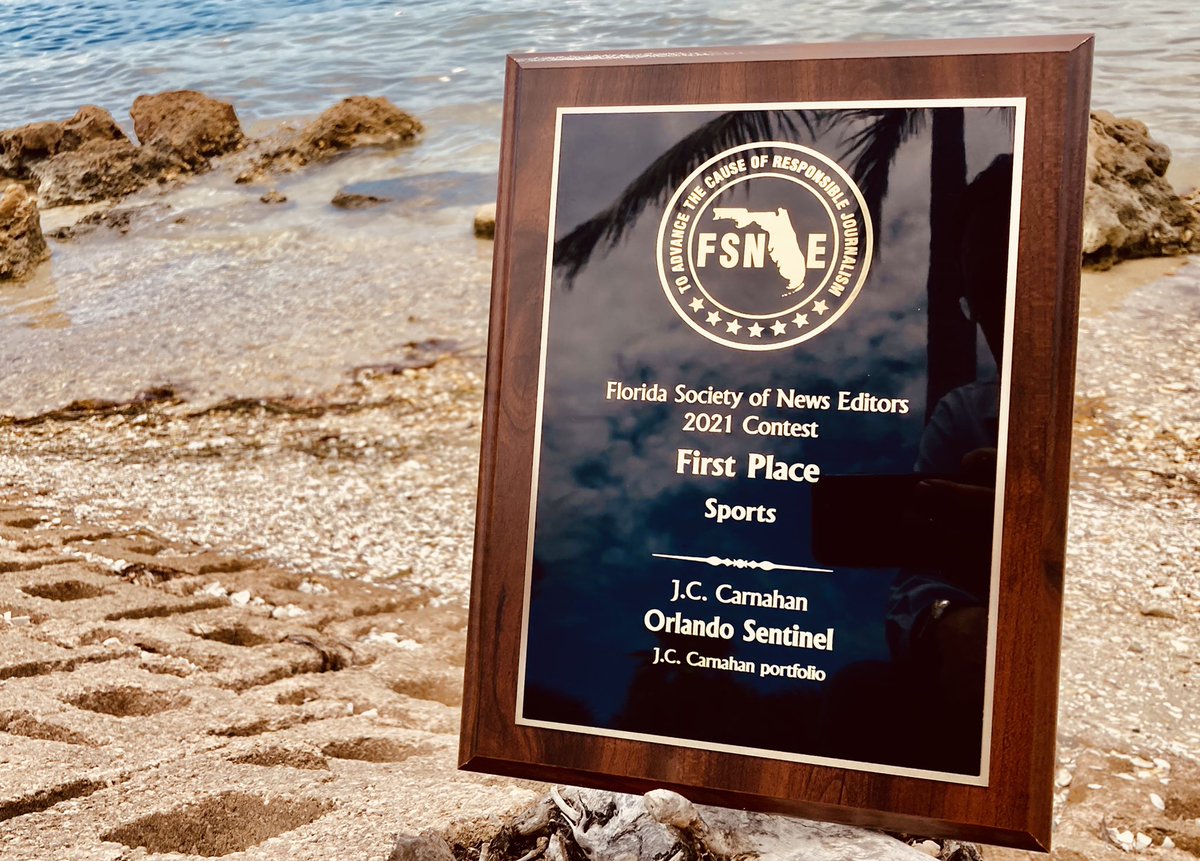 TO ADVANCE THE CAUSE OF RESPONSIBLE JOURNALISM
FSNE
Florida Society of News Editors
2021 Contest
First Place
Sports
J.C. Carnahan
Orlando Sentinel
J.C. Carnahan portfolio